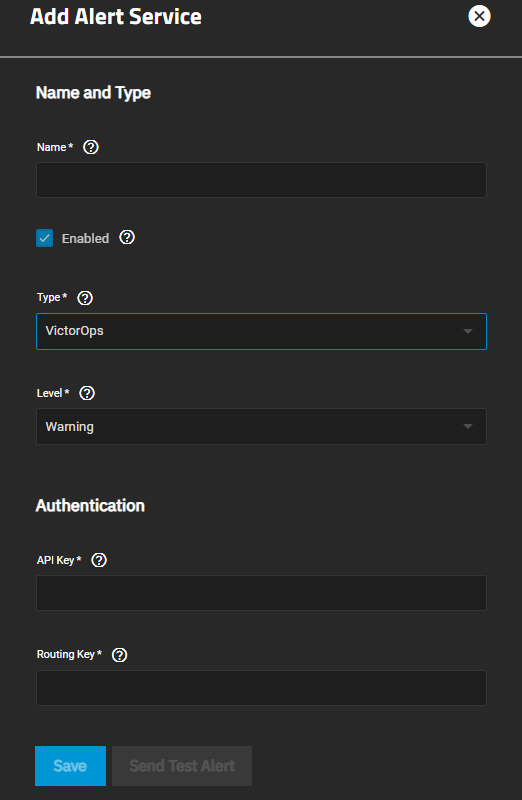 Add Alert Service
Name and Type
Name *
Enabled
Type *
VictorOps
Level *
Warning
Authentication
API Key *
Routing Key *
Save Send Test Alert